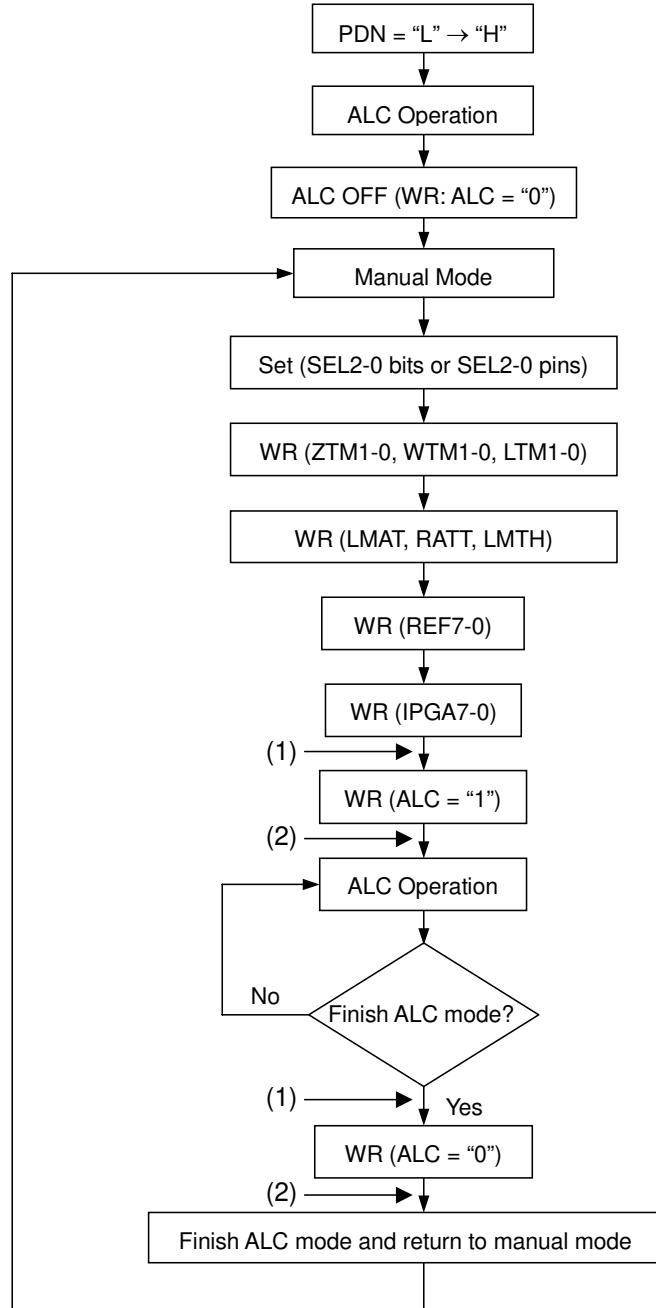 PDN = “L” → “H”
ALC Operation
ALC OFF (WR: ALC = “0”)
Manual Mode
Set (SEL2-0 bits or SEL2-0 pins)
WR (ZTM1-0, WTM1-0, LTM1-0)
WR (LMAT, RATT, LMTH)
WR (REF7-0)
WR (IPGA7-0)
(1)
WR (ALC = “1”)
(2)
ALC Operation
No
Finish ALC mode?
(1)
Yes
WR (ALC = “0”)
(2)
Finish ALC mode and return to manual mode